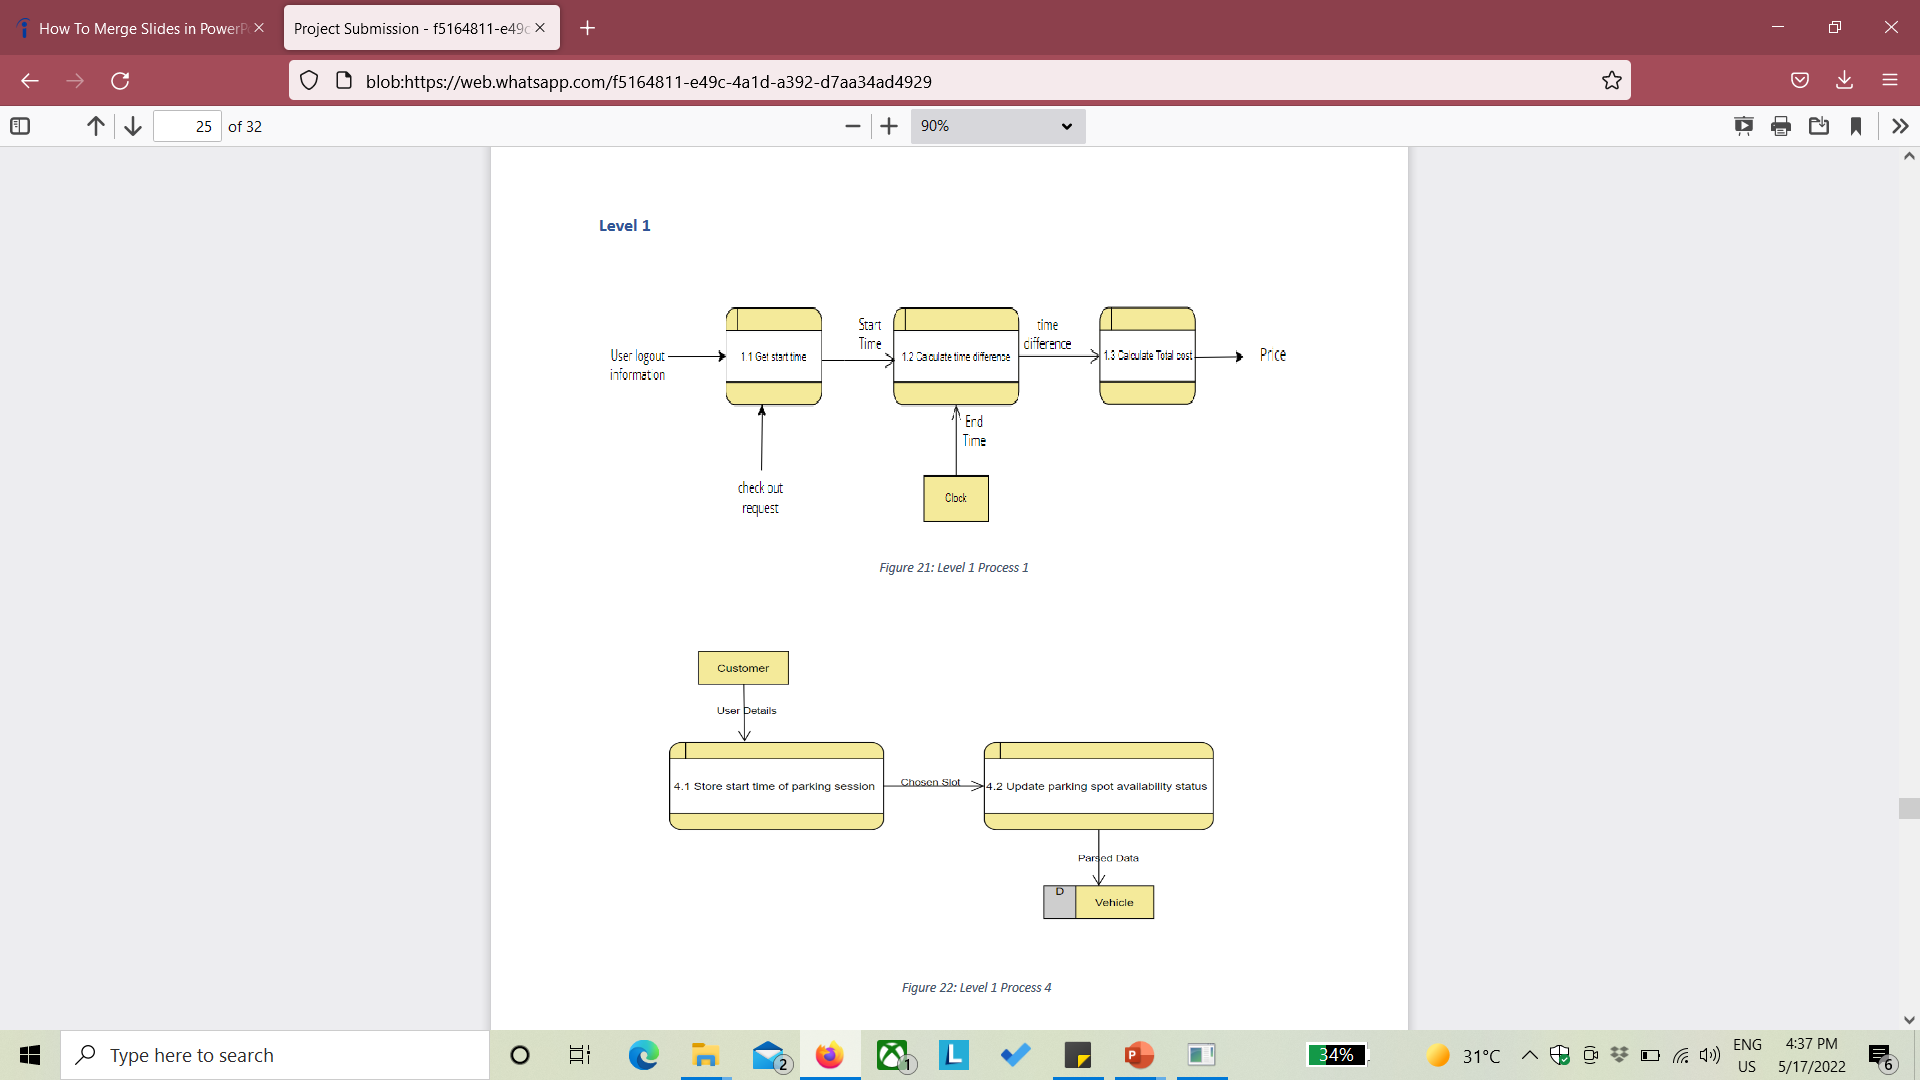 How To Merge Slides in PowerP
Project Submission - f5164811-e49c
blob:https://web.whatsapp.com/f5164811-e49c-4a1d-a392-d7aa34ad4929
25 of 32
90%
Level 1
User logout
information
1.1 Get start time
Start
Time
1.2 Calculate time difference
time
difference
1.3 Calculate Total cost
Price
End
Time
check out
request
Clock
Figure 21: Level 1 Process 1
Customer
User Details
4.1 Store start time of parking session
Chosen Slot
4.2 Update parking spot availability status
Parsed Data
D
Vehicle
Figure 22: Level 1 Process 4
Type here to search
2
1
L
P
34%
31°C
ENG
US
4:37 PM
5/17/2022
6